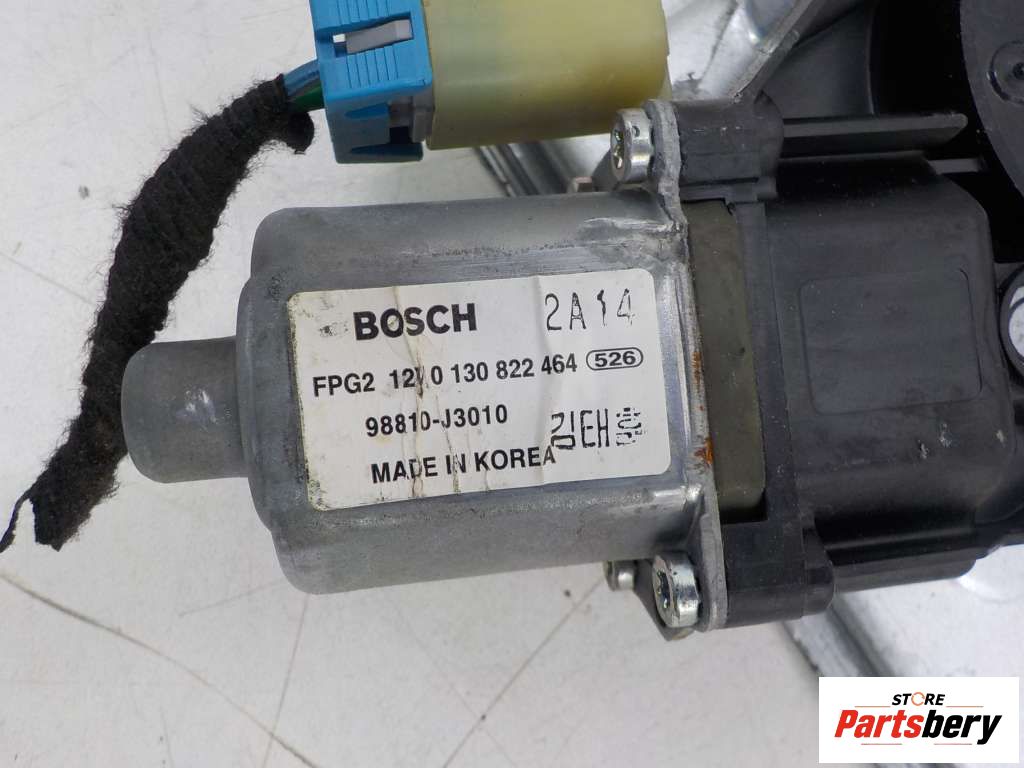 BOSCH 2A14
FPG2 12V 0 130 822 464 526
98810-J3010
MADE IN KOREA
STORE
Partsbery